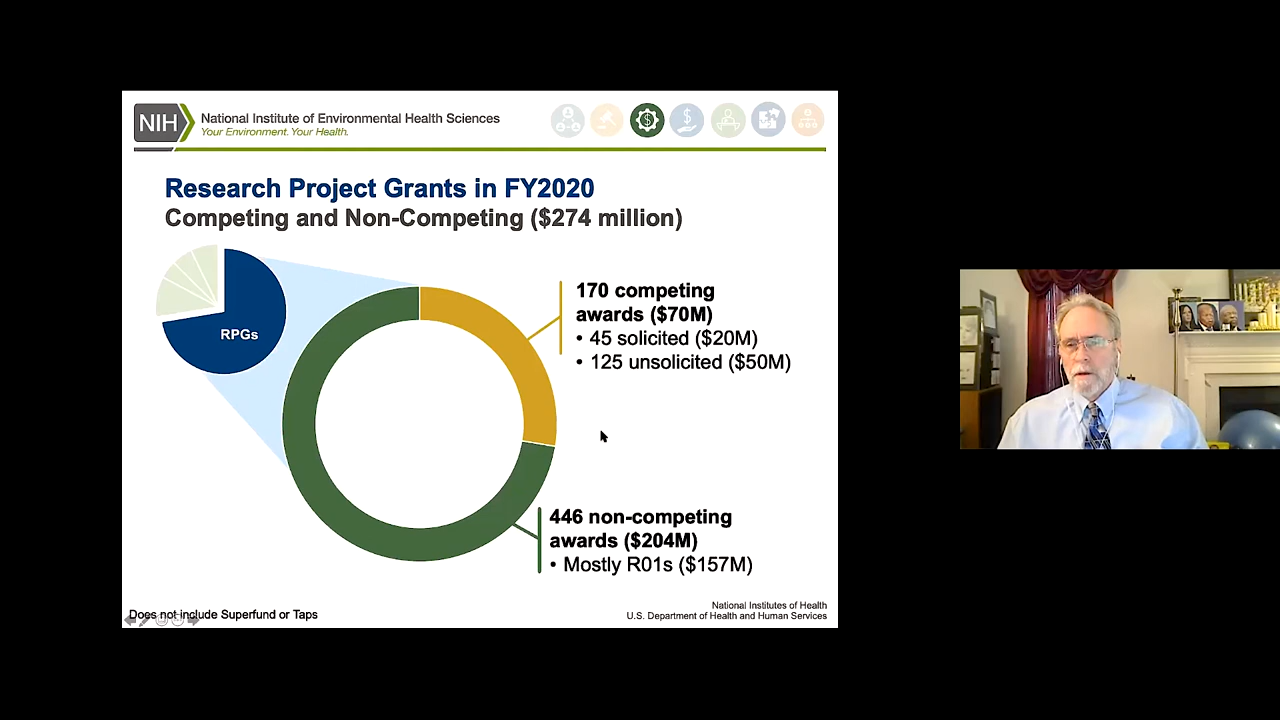 NIH
National Institute of Environmental Health Sciences
Your Environment. Your Health.
Research Project Grants in FY2020
Competing and Non-Competing ($274 million)
RPGs
170 competing
awards ($70M)
• 45 solicited ($20M)
• 125 unsolicited ($50M)
446 non-competing
awards ($204M)
• Mostly R01s ($157M)
Does not include Superfund or Taps
National Institutes of Health
U.S. Department of Health and Human Services